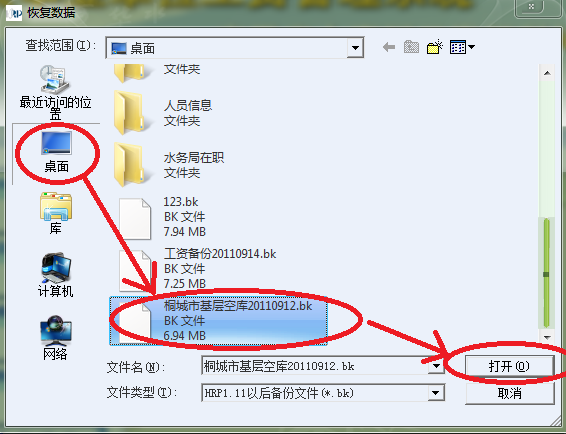 恢复数据
查找范围(I):
桌面
文件夹
人员信息
文件夹
水务局在职
文件夹
123.bk
BK 文件
7.94 MB
工资备份20110914.bk
BK 文件
7.25 MB
桐城市基层空库20110912.bk
BK 文件
6.94 MB
最近访问的位
置
桌面
库
计算机
网络
文件名(N):
桐城市基层空库20110912.bk
打开(O)
文件类型(T):
HRP1.11以后备份文件(*.bk)
取消